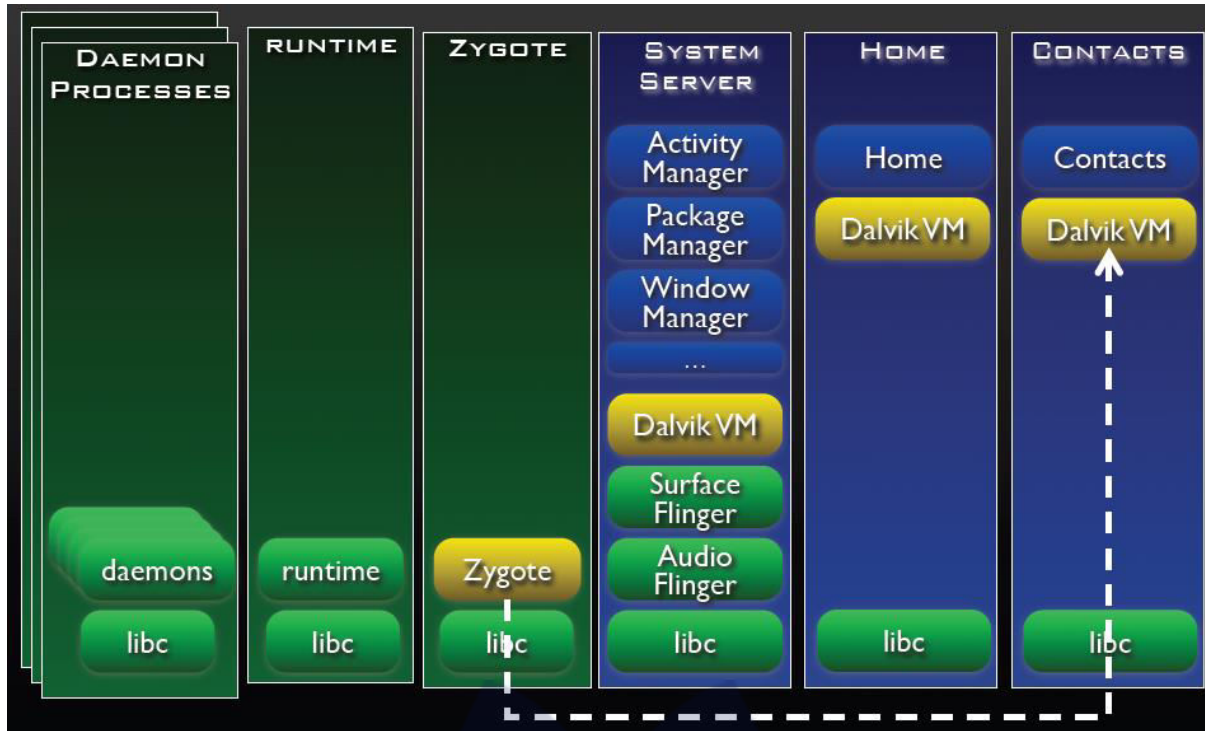 DAEMON
PROCESSES
daemons
libc
RUNTIME
runtime
libc
ZYGOTE
Zygote
libc
SYSTEM
SERVER
Activity
Manager
Package
Manager
Window
Manager
...
Dalvik VM
Surface
Flinger
Audio
Flinger
libc
HOME
Home
Dalvik VM
libc
CONTACTS
Contacts
Dalvik VM
libc